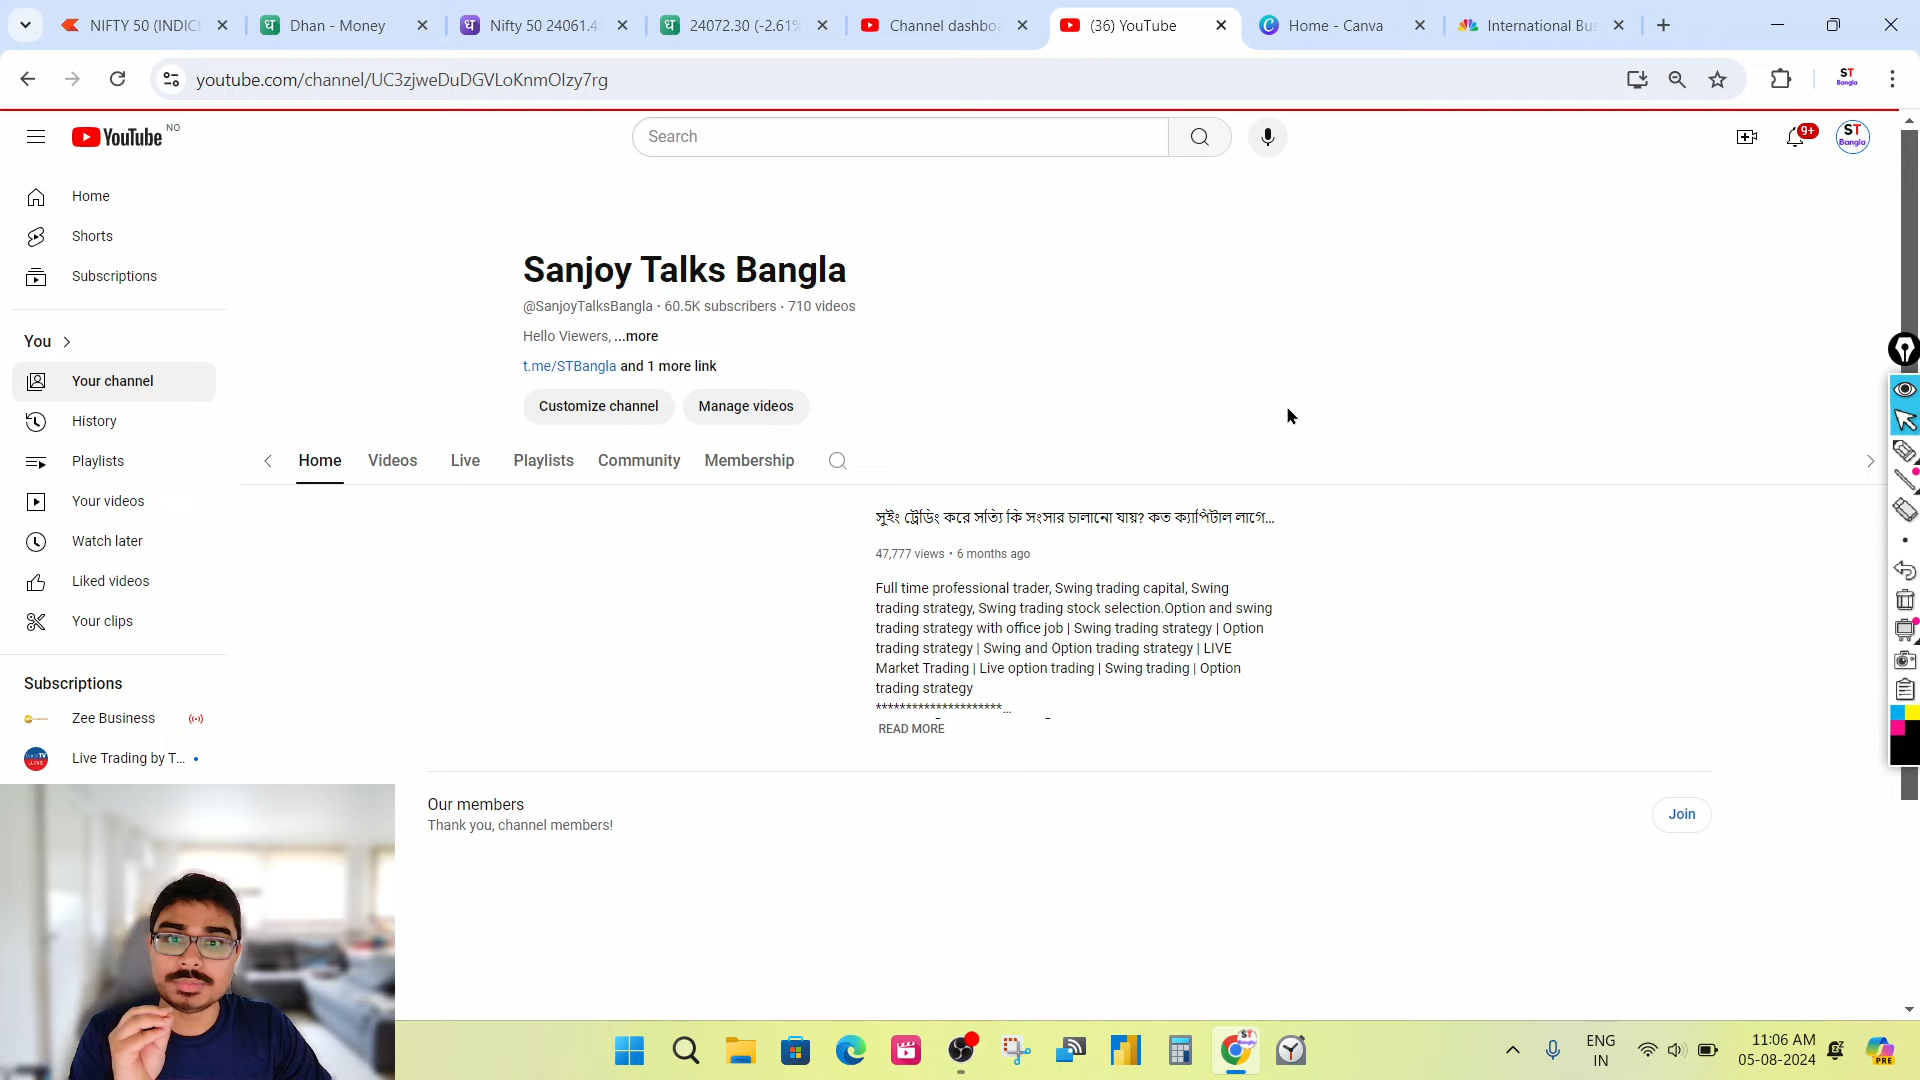 NIFTY 50 (INDIC
Dhan - Money
Nifty 50 24061.4
24072.30 (-2.61%
Channel dashbo
(36) YouTube
Home - Canva
International Bus
youtube.com/channel/UC3zjweDuDGVLoKnmOIzy7rg
ST
Bangla
YouTube NO
Search
9+
ST
Bangla
Home
Shorts
Subscriptions
You
Your channel
History
Playlists
Your videos
Watch later
Liked videos
Your clips
Subscriptions
Zee Business
Live Trading by T...
Sanjoy Talks Bangla
@SanjoyTalksBangla · 60.5K subscribers · 710 videos
Hello Viewers, ...more
t.me/STBangla and 1 more link
Customize channel
Manage videos
Home
Videos
Live
Playlists
Community
Membership
সুইং ট্রেডিং করে সত্যি কি সংসার চালানো যায়? কত ক্যাপিটাল লাগে...
47,777 views • 6 months ago
Full time professional trader, Swing trading capital, Swing
trading strategy, Swing trading stock selection.Option and swing
trading strategy with office job | Swing trading strategy | Option
trading strategy | Swing and Option trading strategy | LIVE
Market Trading | Live option trading | Swing trading | Option
trading strategy
*********************...
READ MORE
Our members
Thank you, channel members!
Join
ENG
IN
11:06 AM
05-08-2024
PRE